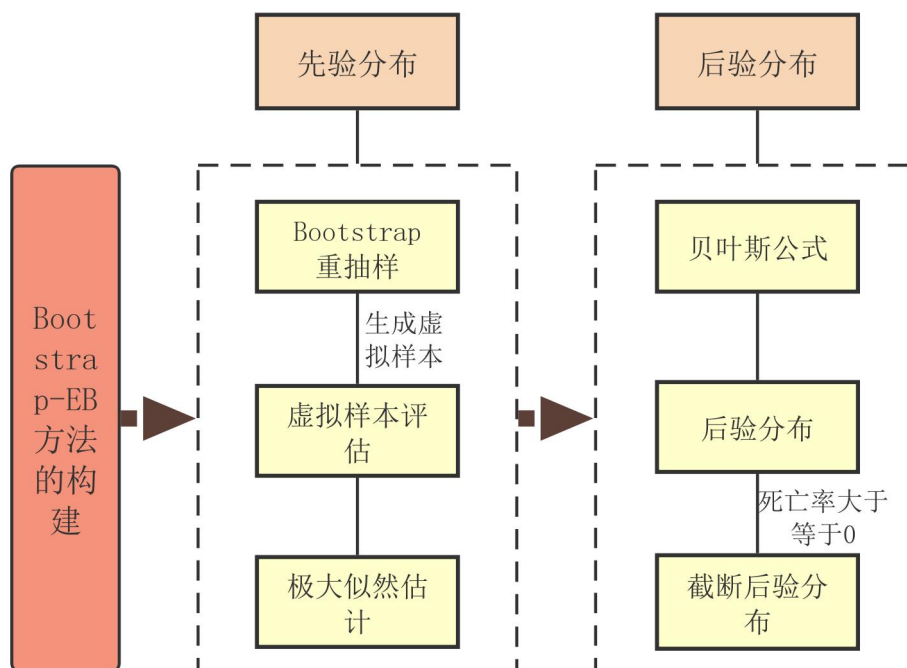 先验分布
后验分布
Boot
stra
p-EB
方法
的构
建
Bootstrap
重抽样
生成虚
拟样本
虚拟样本评
估
极大似然估
计
贝叶斯公式
后验分布
死亡率大于
等于0
截断后验分
布